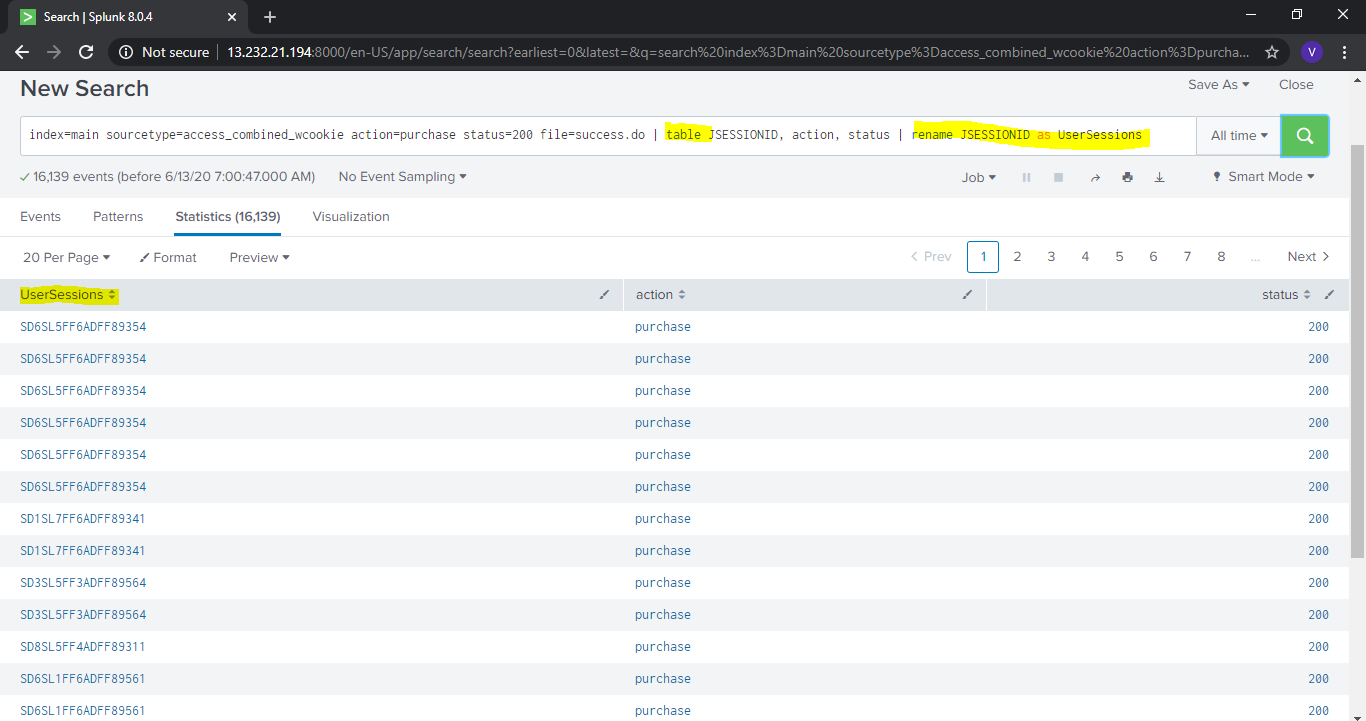 Search | Splunk 8.0.4
Not secure | 13.232.21.194:8000/en-US/app/search/search?earliest=0&latest=&q=search%20index%3Dmain%20sourcetype%3Daccess_combined_wcookie%20action%3Dpurcha... V
New Search Save As Close
index=main sourcetype=access_combined_wcookie action=purchase status=200 file=success.do | table JSESSIONID, action, status | rename JSESSIONID as UserSessions All time
16,139 events (before 6/13/20 7:00:47.000 AM) No Event Sampling Job Smart Mode
Events Patterns Statistics (16,139) Visualization
20 Per Page Format Preview < Prev 1 2 3 4 5 6 7 8 ... Next >
UserSessions action status
SD6SL5FF6ADFF89354 purchase 200
SD6SL5FF6ADFF89354 purchase 200
SD6SL5FF6ADFF89354 purchase 200
SD6SL5FF6ADFF89354 purchase 200
SD6SL5FF6ADFF89354 purchase 200
SD6SL5FF6ADFF89354 purchase 200
SD1SL7FF6ADFF89341 purchase 200
SD1SL7FF6ADFF89341 purchase 200
SD3SL5FF3ADFF89564 purchase 200
SD3SL5FF3ADFF89564 purchase 200
SD8SL5FF4ADFF89311 purchase 200
SD6SL1FF6ADFF89561 purchase 200
SD6SL1FF6ADFF89561 purchase 200